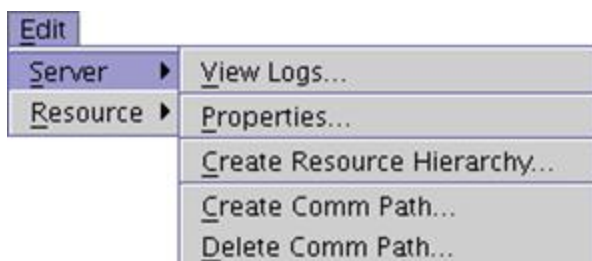 Edit
Server
Resource
View Logs...
Properties...
Create Resource Hierarchy...
Create Comm Path...
Delete Comm Path...